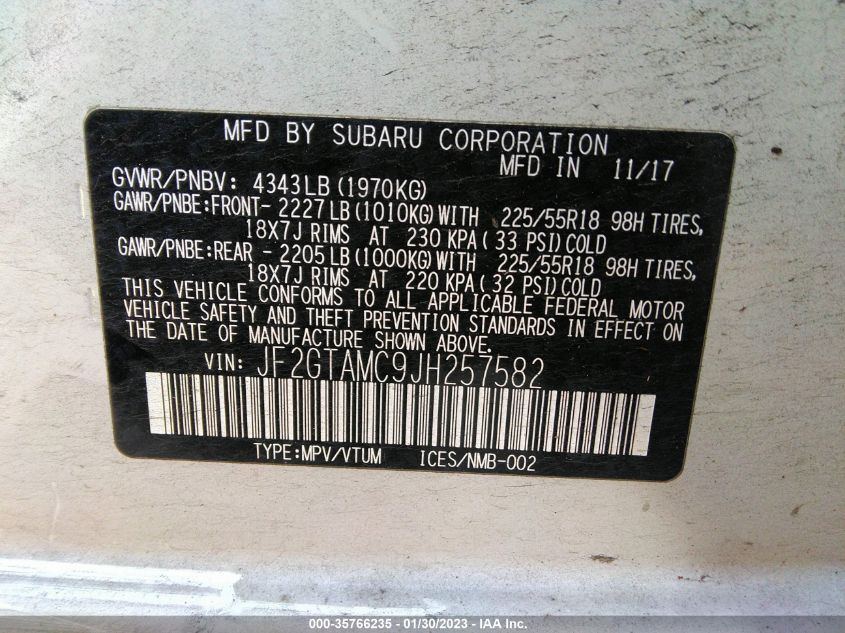 MFD BY SUBARU CORPORATION
MFD IN 11/17
GVWR/PNBV: 4343LB (1970KG)
GAWR/PNBE:FRONT- 2227LB (1010KG) WITH 225/55R18 98H TIRES,
18X7J RIMS AT 230 KPA( 33 PSI) COLD
GAWR/PNBE:REAR - 2205LB (1000KG) WITH 225/55R18 98H TIRES,
18X7J RIMS AT 220 KPA( 32 PSI) COLD
THIS VEHICLE CONFORMS TO ALL APPLICABLE FEDERAL MOTOR
VEHICLE SAFETY AND THEFT PREVENTION STANDARDS IN EFFECT ON
THE DATE OF MANUFACTURE SHOWN ABOVE.
VIN: JF2GTAMC9JH257582
TYPE:MPV/VTUM ICES/NMB-002
000-35766235 - 01/30/2023 - IAA Inc.